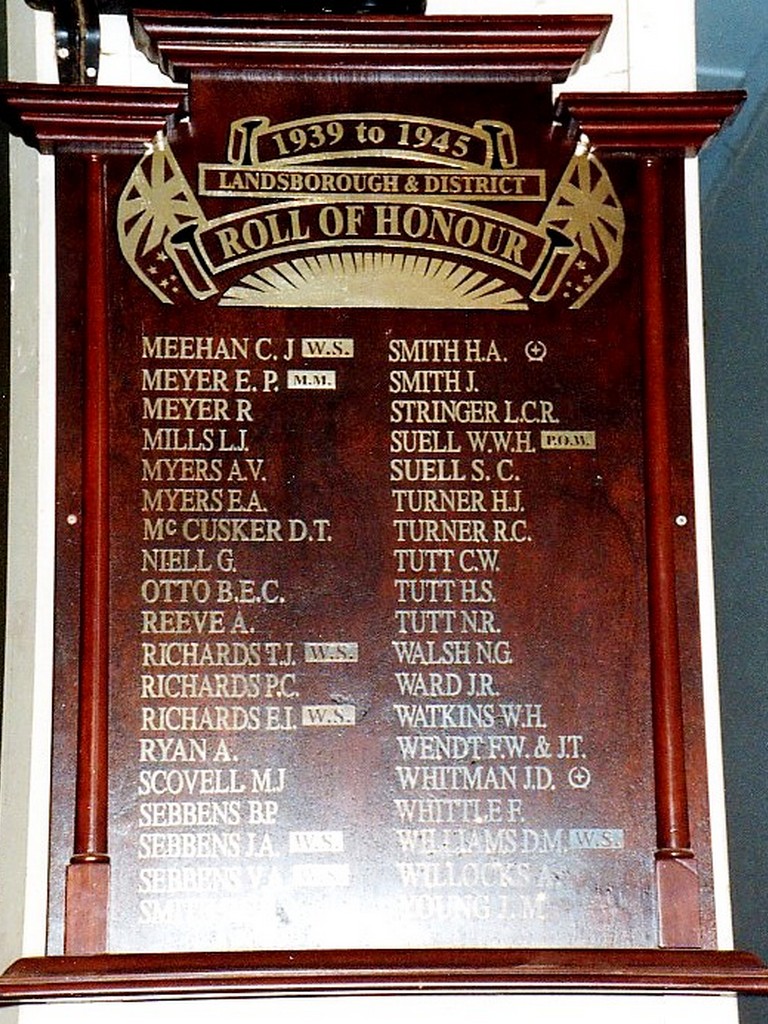 1939 to 1945
LANDSBOROUGH & DISTRICT
ROLL OF HONOUR
MEEHAN C. J W.S.
MEYER E. P. M.M.
MEYER R
MILLS L.J.
MYERS A.V.
MYERS E.A.
Mc CUSKER D.T.
NIELL G.
OTTO B.E.C.
REEVE A.
RICHARDS T.J. W.S.
RICHARDS P.C.
RICHARDS E.I. W.S.
RYAN A.
SCOVELL M.J
SEBBENS B.P.
SEBBENS J.A. W.S.
SEBBENS V.A. W.S.
SMITH H.A.
SMITH J.
STRINGER L.C.R.
SUELL W.W.H. P.O.W.
SUELL S. C.
TURNER H.J.
TURNER R.C.
TUTT C.W.
TUTT H.S.
TUTT N.R.
WALSH N.G.
WARD J.R.
WATKINS W.H.
WENDT F.W. & J.T.
WHITMAN J.D.
WHITTLE F.
WILLIAMS D.M. W.S.
WILLOCKS A.
YOUNG J. M